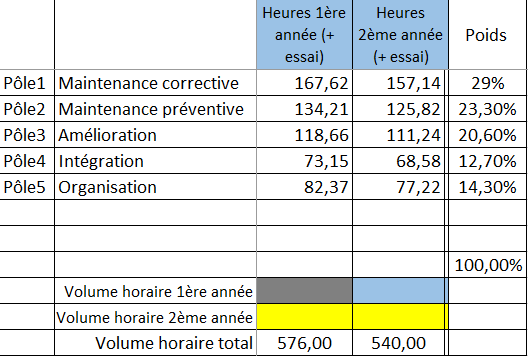 Heures 1ère année (+ essai) Heures 2ème année (+ essai) Poids
Pôle1 Maintenance corrective 167,62 157,14 29%
Pôle2 Maintenance préventive 134,21 125,82 23,30%
Pôle3 Amélioration 118,66 111,24 20,60%
Pôle4 Intégration 73,15 68,58 12,70%
Pôle5 Organisation 82,37 77,22 14,30%
100,00%
Volume horaire 1ère année
Volume horaire 2ème année
Volume horaire total 576,00 540,00